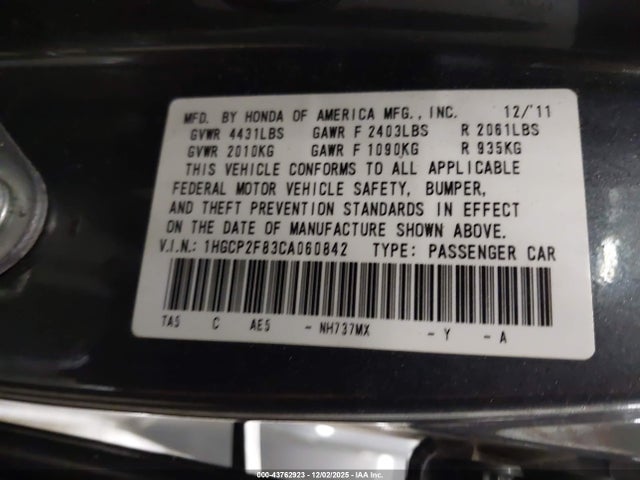 MFD. BY HONDA OF AMERICA MFG., INC. 12/'11
GVWR 4431LBS GAWR F 2403LBS R 2061LBS
GVWR 2010KG GAWR F 1090KG R 935KG
THIS VEHICLE CONFORMS TO ALL APPLICABLE
FEDERAL MOTOR VEHICLE SAFETY, BUMPER,
AND THEFT PREVENTION STANDARDS IN EFFECT
ON THE DATE OF MANUFACTURE SHOWN ABOVE.
V.I.N.: 1HGCP2F83CA060842 TYPE: PASSENGER CAR
TA5 C AE5 - NH737MX - Y - A
000-43762923 | 12/02/2025 - IAA Auctions